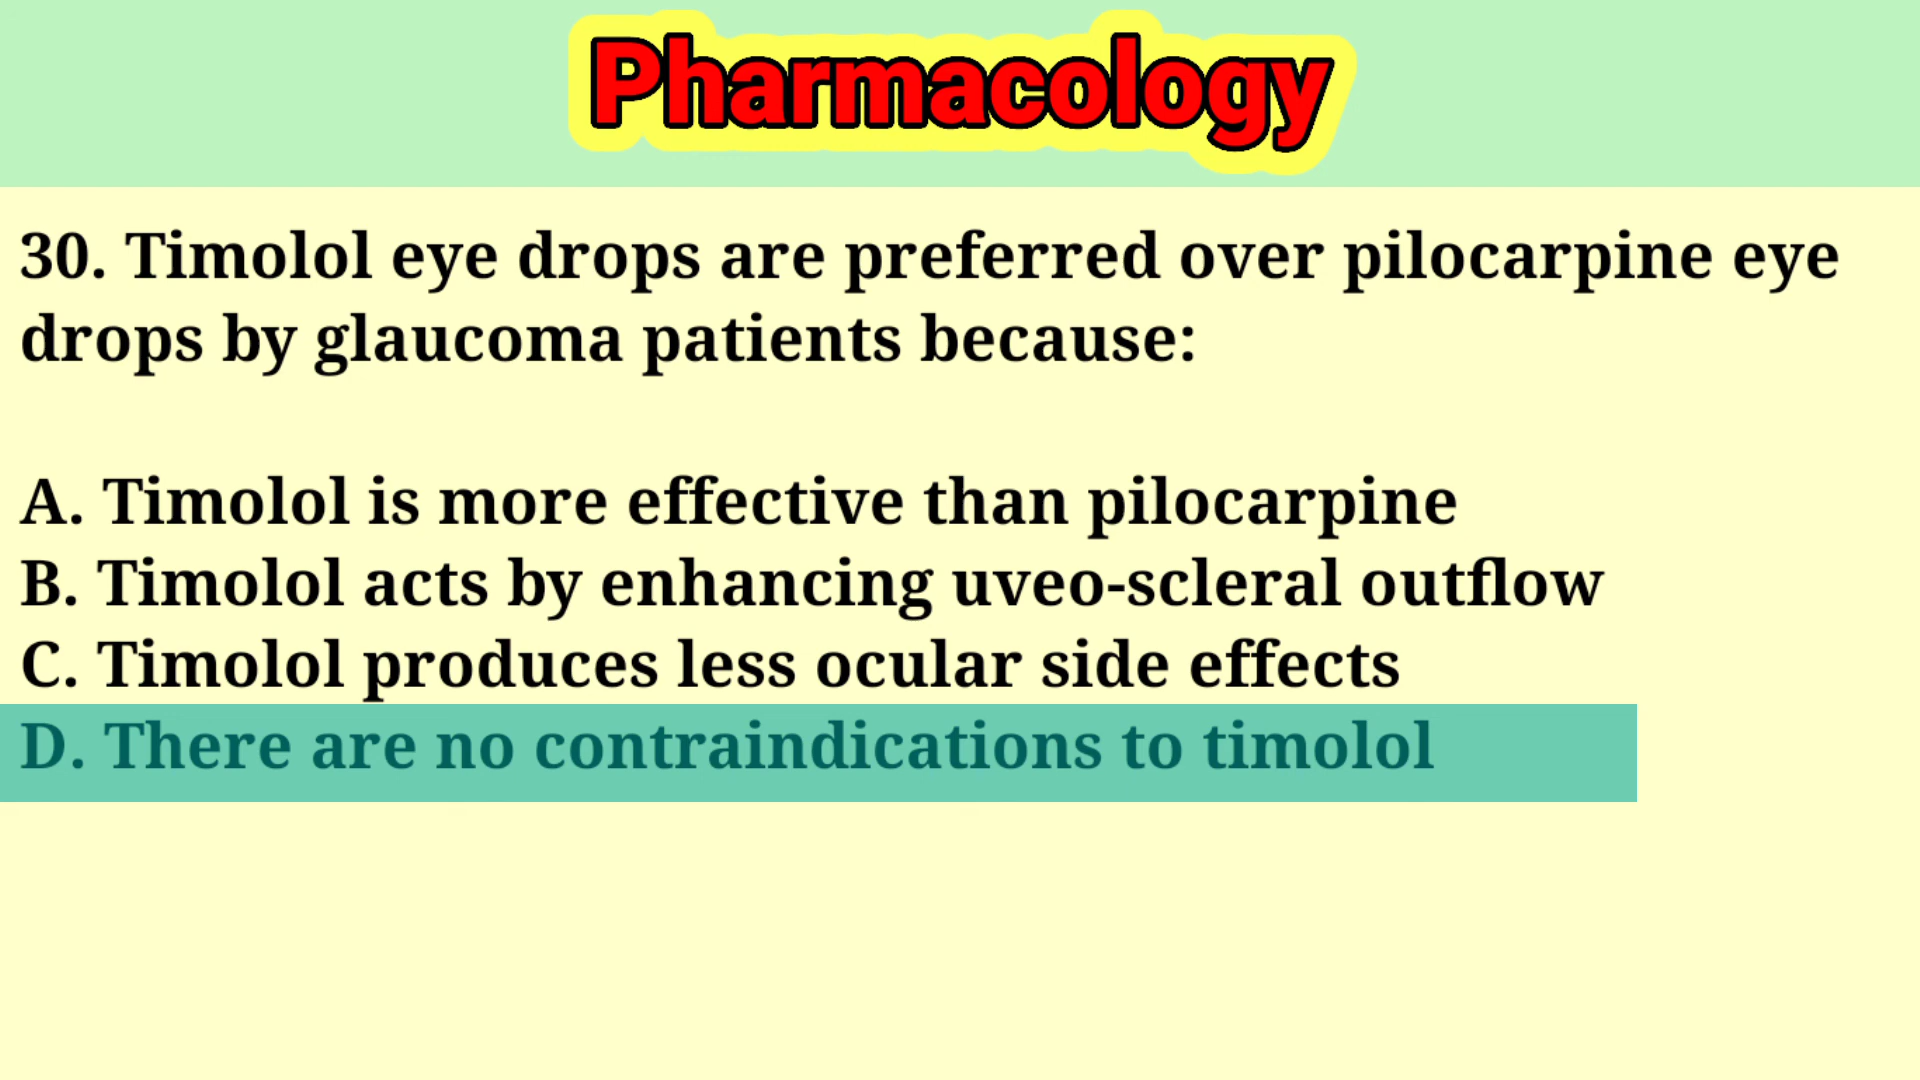 Pharmacology
30. Timolol eye drops are preferred over pilocarpine eye
drops by glaucoma patients because:
A. Timolol is more effective than pilocarpine
B. Timolol acts by enhancing uveo-scleral outflow
C. Timolol produces less ocular side effects
D. There are no contraindications to timolol